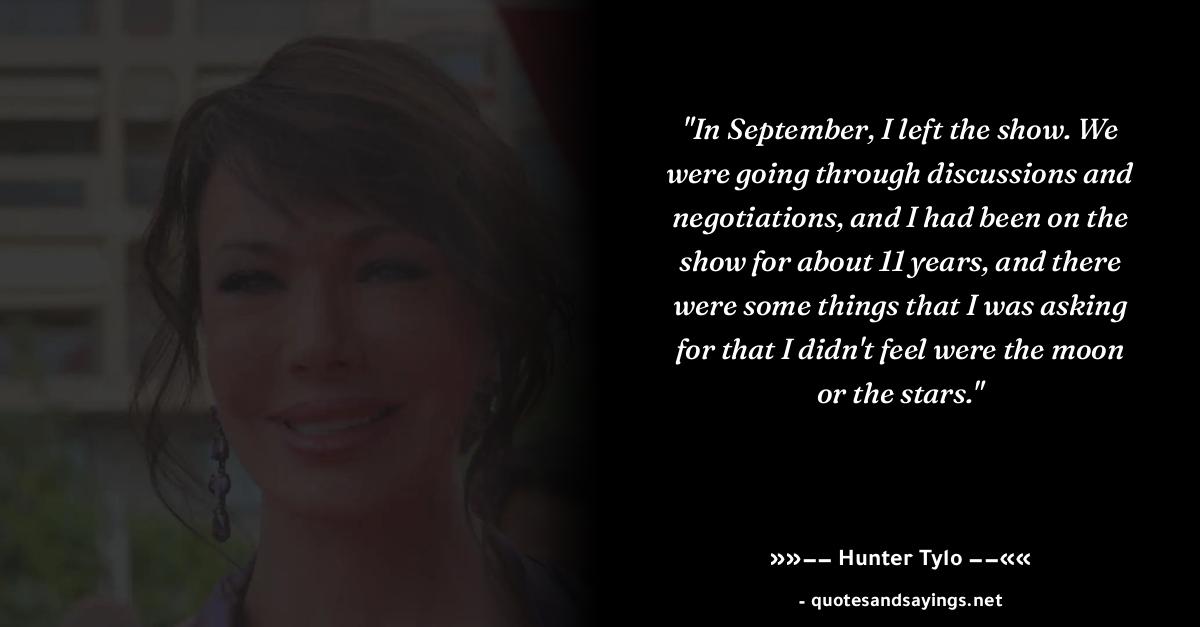 "In September, I left the show. We
were going through discussions and
negotiations, and I had been on the
show for about 11 years, and there
were some things that I was asking
for that I didn't feel were the moon
or the stars."
»»−− Hunter Tylo −−««
- quotesandsayings.net